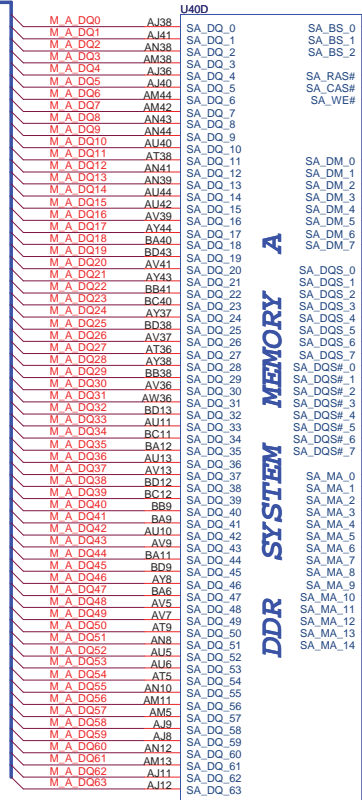 U40D
M_A_DQ0 AJ38 SA_DQ_0 SA_BS_0
M_A_DQ1 AJ41 SA_DQ_1 SA_BS_1
M_A_DQ2 AN38 SA_DQ_2 SA_BS_2
M_A_DQ3 AM38 SA_DQ_3
M_A_DQ4 AJ36 SA_DQ_4 SA_RAS#
M_A_DQ5 AJ40 SA_DQ_5 SA_CAS#
M_A_DQ6 AM44 SA_DQ_6 SA_WE#
M_A_DQ7 AM42 SA_DQ_7
M_A_DQ8 AN43 SA_DQ_8
M_A_DQ9 AN44 SA_DQ_9
M_A_DQ10 AU40 SA_DQ_10
M_A_DQ11 AT38 SA_DQ_11 SA_DM_0
M_A_DQ12 AN41 SA_DQ_12 SA_DM_1
M_A_DQ13 AN39 SA_DQ_13 SA_DM_2
M_A_DQ14 AU44 SA_DQ_14 SA_DM_3
M_A_DQ15 AU42 SA_DQ_15 SA_DM_4
M_A_DQ16 AV39 SA_DQ_16 SA_DM_5
M_A_DQ17 AY44 SA_DQ_17 SA_DM_6
M_A_DQ18 BA40 SA_DQ_18 SA_DM_7
M_A_DQ19 BD43 SA_DQ_19
M_A_DQ20 AV41 SA_DQ_20 SA_DQS_0
M_A_DQ21 AY43 SA_DQ_21 SA_DQS_1
M_A_DQ22 BB41 SA_DQ_22 SA_DQS_2
M_A_DQ23 BC40 SA_DQ_23 SA_DQS_3
M_A_DQ24 AY37 SA_DQ_24 SA_DQS_4
M_A_DQ25 BD38 SA_DQ_25 SA_DQS_5
M_A_DQ26 AV37 SA_DQ_26 SA_DQS_6
M_A_DQ27 AT36 SA_DQ_27 SA_DQS_7
M_A_DQ28 AY38 SA_DQ_28 SA_DQS#_0
M_A_DQ29 BB38 SA_DQ_29 SA_DQS#_1
M_A_DQ30 AV36 SA_DQ_30 SA_DQS#_2
M_A_DQ31 AW36 SA_DQ_31 SA_DQS#_3
M_A_DQ32 BD13 SA_DQ_32 SA_DQS#_4
M_A_DQ33 AU11 SA_DQ_33 SA_DQS#_5
M_A_DQ34 BC11 SA_DQ_34 SA_DQS#_6
M_A_DQ35 BA12 SA_DQ_35 SA_DQS#_7
M_A_DQ36 AU13 SA_DQ_36
M_A_DQ37 AV13 SA_DQ_37 SA_MA_0
M_A_DQ38 BD12 SA_DQ_38 SA_MA_1
M_A_DQ39 BC12 SA_DQ_39 SA_MA_2
M_A_DQ40 BB9 SA_DQ_40 SA_MA_3
M_A_DQ41 BA9 SA_DQ_41 SA_MA_4
M_A_DQ42 AU10 SA_DQ_42 SA_MA_5
M_A_DQ43 AV9 SA_DQ_43 SA_MA_6
M_A_DQ44 BA11 SA_DQ_44 SA_MA_7
M_A_DQ45 BD9 SA_DQ_45 SA_MA_8
M_A_DQ46 AY8 SA_DQ_46 SA_MA_9
M_A_DQ47 BA6 SA_DQ_47 SA_MA_10
M_A_DQ48 AV5 SA_DQ_48 SA_MA_11
M_A_DQ49 AV7 SA_DQ_49 SA_MA_12
M_A_DQ50 AT9 SA_DQ_50 SA_MA_13
M_A_DQ51 AN8 SA_DQ_51 SA_MA_14
M_A_DQ52 AU5 SA_DQ_52
M_A_DQ53 AU6 SA_DQ_53
M_A_DQ54 AT5 SA_DQ_54
M_A_DQ55 AN10 SA_DQ_55
M_A_DQ56 AM11 SA_DQ_56
M_A_DQ57 AM5 SA_DQ_57
M_A_DQ58 AJ9 SA_DQ_58
M_A_DQ59 AJ8 SA_DQ_59
M_A_DQ60 AN12 SA_DQ_60
M_A_DQ61 AM13 SA_DQ_61
M_A_DQ62 AJ11 SA_DQ_62
M_A_DQ63 AJ12 SA_DQ_63
DDR SYSTEM MEMORY A